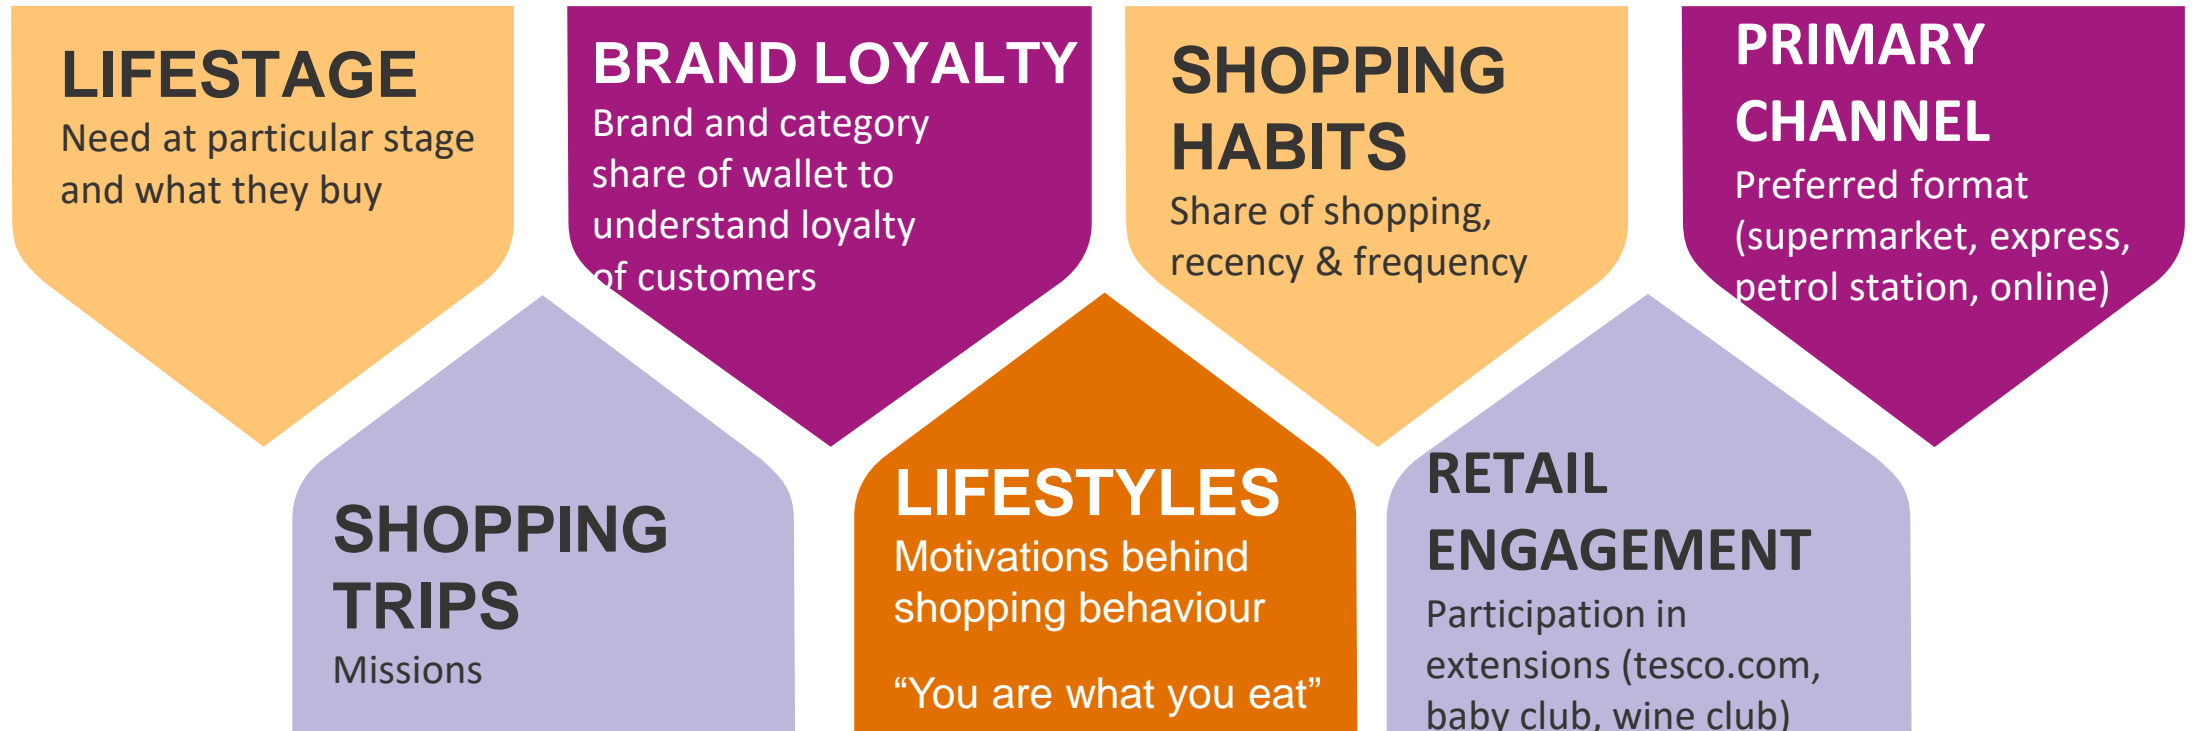 LIFESTAGE
Need at particular stage
and what they buy
BRAND LOYALTY
Brand and category
share of wallet to
understand loyalty
of customers
SHOPPING
HABITS
Share of shopping,
recency & frequency
PRIMARY
CHANNEL
Preferred format
(supermarket, express,
petrol station, online)
SHOPPING
TRIPS
Missions
LIFESTYLES
Motivations behind
shopping behaviour
“You are what you eat”
RETAIL
ENGAGEMENT
Participation in
extensions (tesco.com,
baby club, wine club)